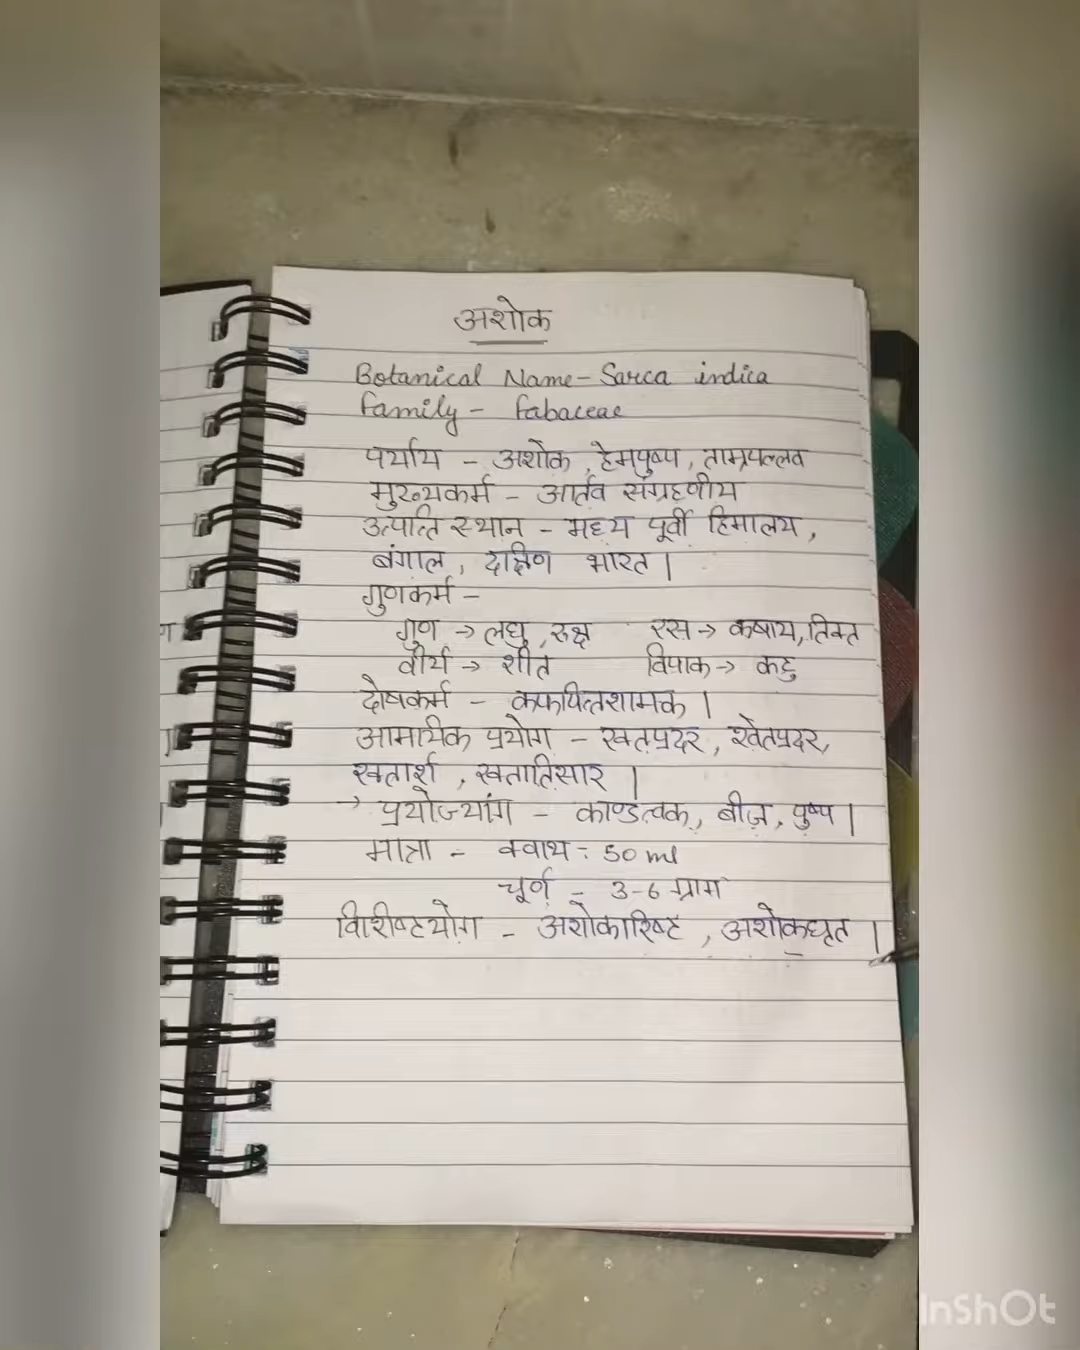 अशोक
Botanical Name - Sarca indica
Family - Fabaceae
पर्याय - अशोक, हेमपुष्प, ताम्रपल्लव
मुख्यकर्म - आर्तव संग्रहणीय
उत्पत्ति स्थान - मध्य पूर्वी हिमालय,
बंगाल, दक्षिण भारत।
गुणकर्म -
गुण → लघु, रुक्ष रस → कषाय, तिक्त
वीर्य → शीत विपाक → कटु
दोषकर्म - कफपित्तशामक।
आमायिक प्रयोग - रक्तप्रदर, श्वेतप्रदर,
रक्तार्श, रक्तातिसार।
→ प्रयोज्यांग - काण्डत्वक, बीज, पुष्प।
मात्रा - क्वाथ = 50 ml
चूर्ण = 3-6 ग्राम
विशिष्टयोग - अशोकारिष्ट, अशोकघृत।
InShOt